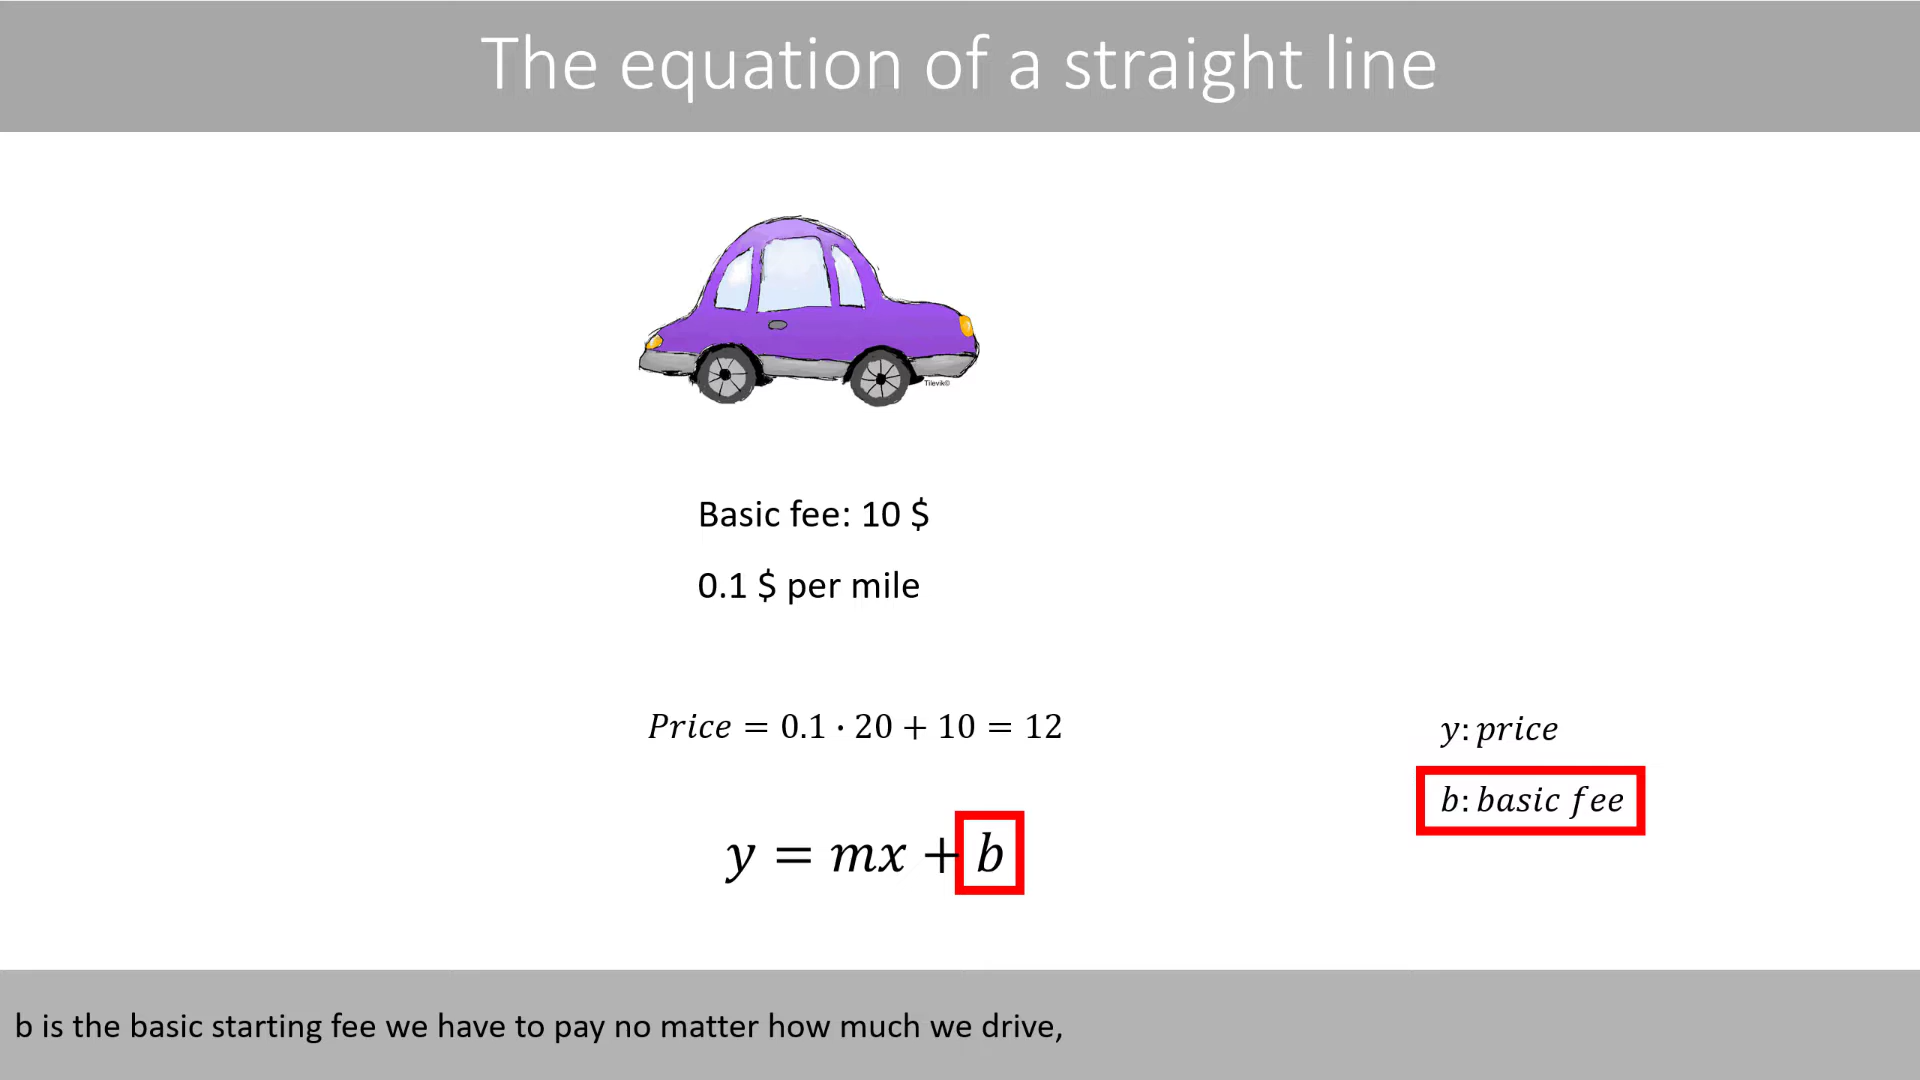 The equation of a straight line
Tilevik©
Basic fee: 10 $
0.1 $ per mile
Price = 0.1 · 20 + 10 = 12
y: price
b: basic fee
y = mx + b
b is the basic starting fee we have to pay no matter how much we drive,